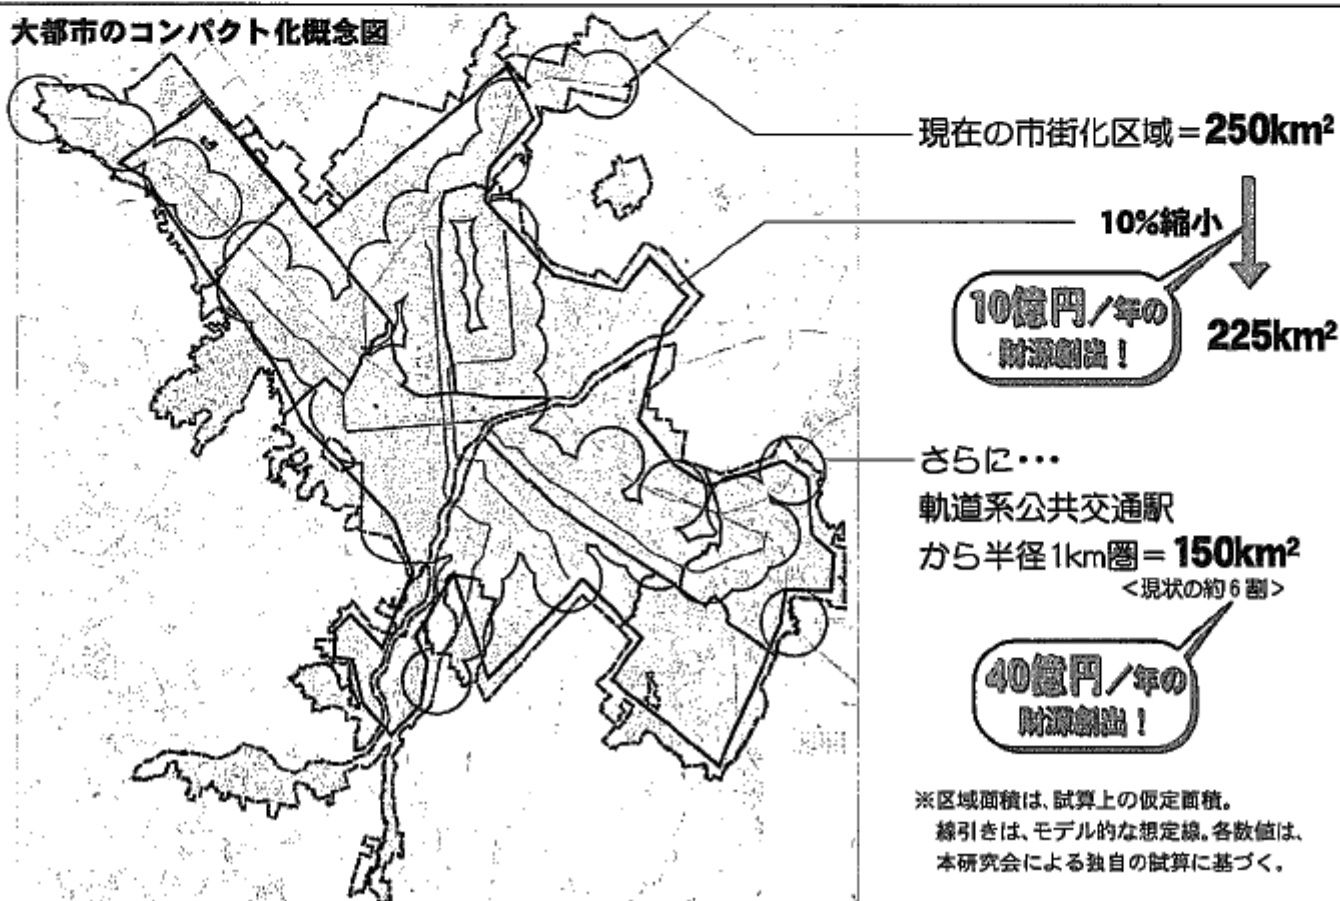 大都市のコンパクト化概念図
現在の市街化区域=250km²
10%縮小
10億円/年の
財源創出!
225km²
さらに・・・
軌道系公共交通駅
から半径1km圏=150km²
<現状の約6割>
40億円/年の
財源創出!
※区域面積は、試算上の仮定面積。
線引きは、モデル的な想定線。各数値は、
本研究会による独自の試算に基づく。